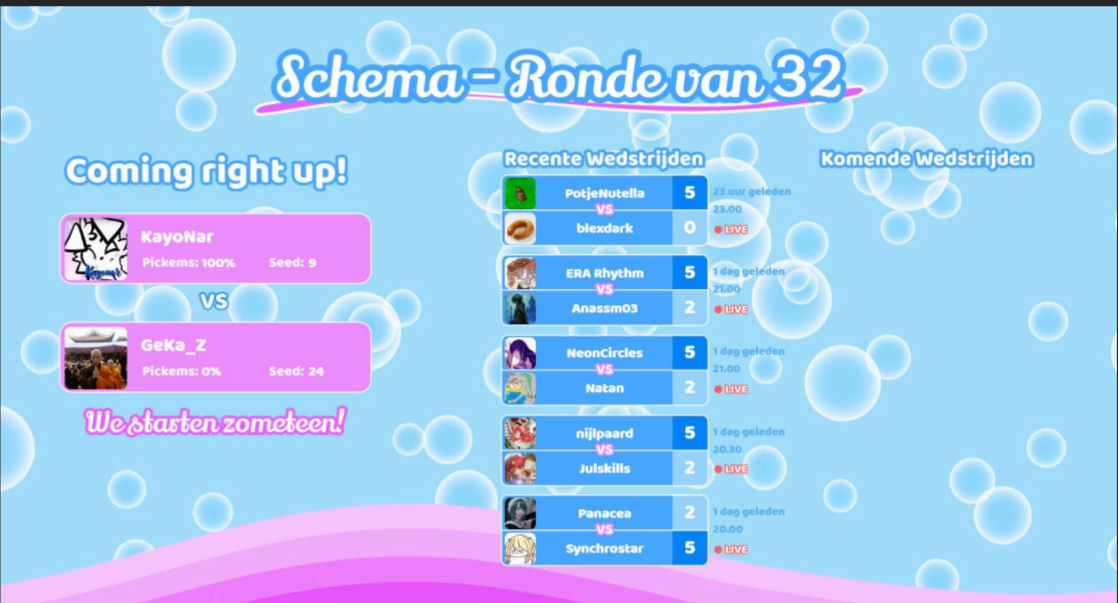 Schema - Ronde van 32
Coming right up!
KayoNar
Pickems: 100% Seed: 9
VS
GeKa_Z
Pickems: 0% Seed: 24
We starten zometeen!
Recente Wedstrijden
PotjeNutella 5
VS
blexdark 0
23 uur geleden
23.00
LIVE
ERA Rhythm 5
VS
Anassm03 2
1 dag geleden
21.00
LIVE
NeonCircles 5
VS
Natan 2
1 dag geleden
21.00
LIVE
nijlpaard 5
VS
Julskills 2
1 dag geleden
20.30
LIVE
Panacea 2
VS
Synchrostar 5
1 dag geleden
20.00
LIVE
Komende Wedstrijden